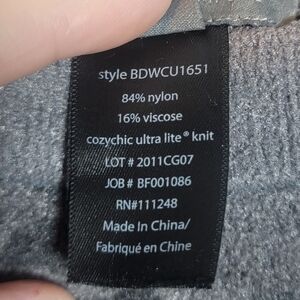 style BDWCU1651
84% nylon
16% viscose
cozychic ultra lite® knit
LOT # 2011CG07
JOB # BF001086
RN#111248
Made In China/
Fabriqué en Chine